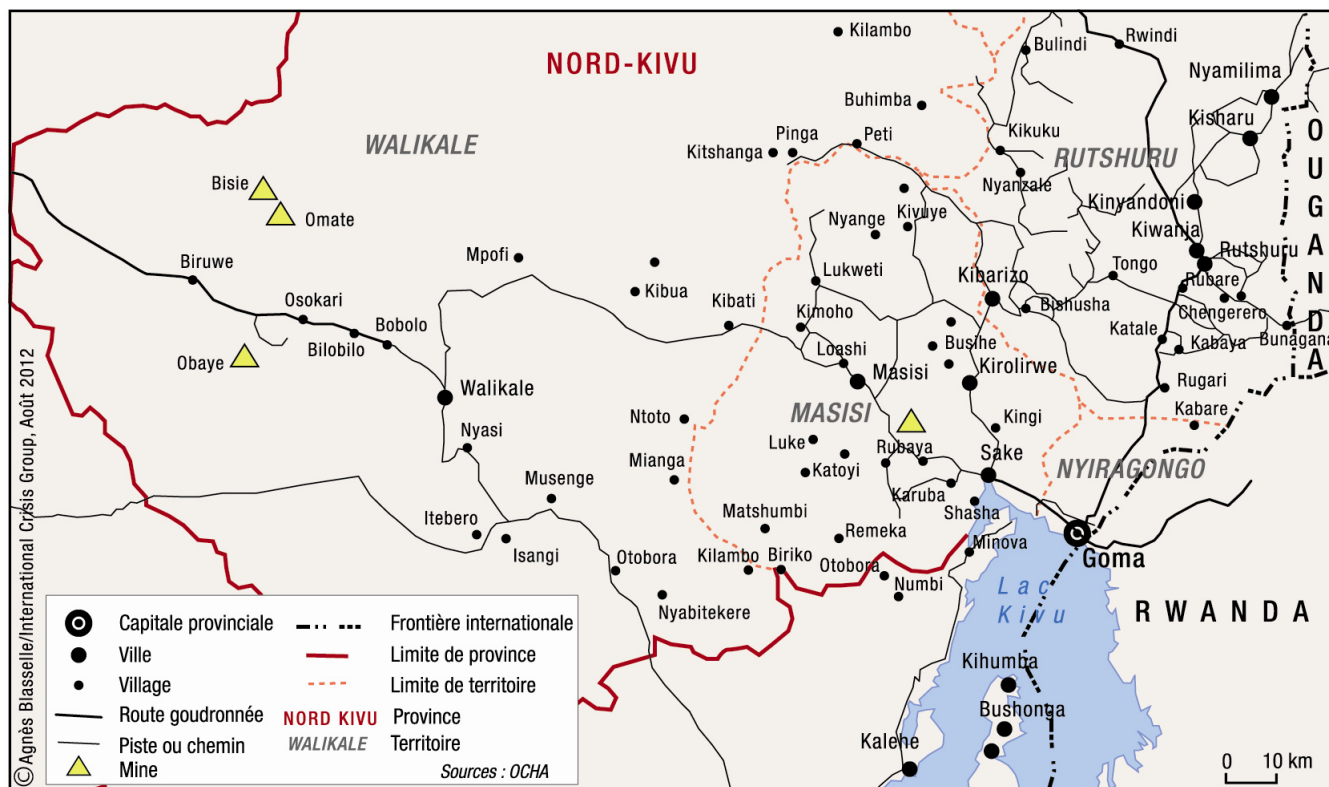 NORD-KIVU
Kilambo
Bulindi
Rwindi
Nyamilima
Buhimba
Kisharu
WALIKALE
Pinga
Peti
Kikuku
RUTSHURU
OUGANDA
Kitshanga
Bisie
Nyanzale
Omate
Kinyandoni
Nyange
Kivuye
Kiwanja
Rutshuru
Mpofi
Biruwe
Lukweti
Kibarizo
Tongo
Rubare
Kibua
Osokari
Kibati
Kimoho
Bishusha
Chengerero
Bobolo
Bilobilo
Katale
Kabaya
Bunagana
Busihe
Obaye
Loashi
Masisi
Kirolirwe
Walikale
Rugari
MASISI
Kabare
Ntoto
Kingi
Nyasi
Luke
Rubaya
Sake
NYIRAGONGO
Mianga
Katoyi
Musenge
Karuba
Shasha
Matshumbi
Remeka
Itebero
Isangi
Minova
Goma
Otobora
Kilambo
Biriko
Otobora
Numbi
Nyabitekere
Lac
Kivu
RWANDA
Kihumba
Bushonga
Kalehe
Capitale provinciale
Ville
Village
Route goudronnée
Piste ou chemin
Mine
Frontière internationale
Limite de province
Limite de territoire
NORD KIVU Province
WALIKALE Territoire
Sources : OCHA
0 10 km
©Agnès Blasselle/International Crisis Group, Août 2012